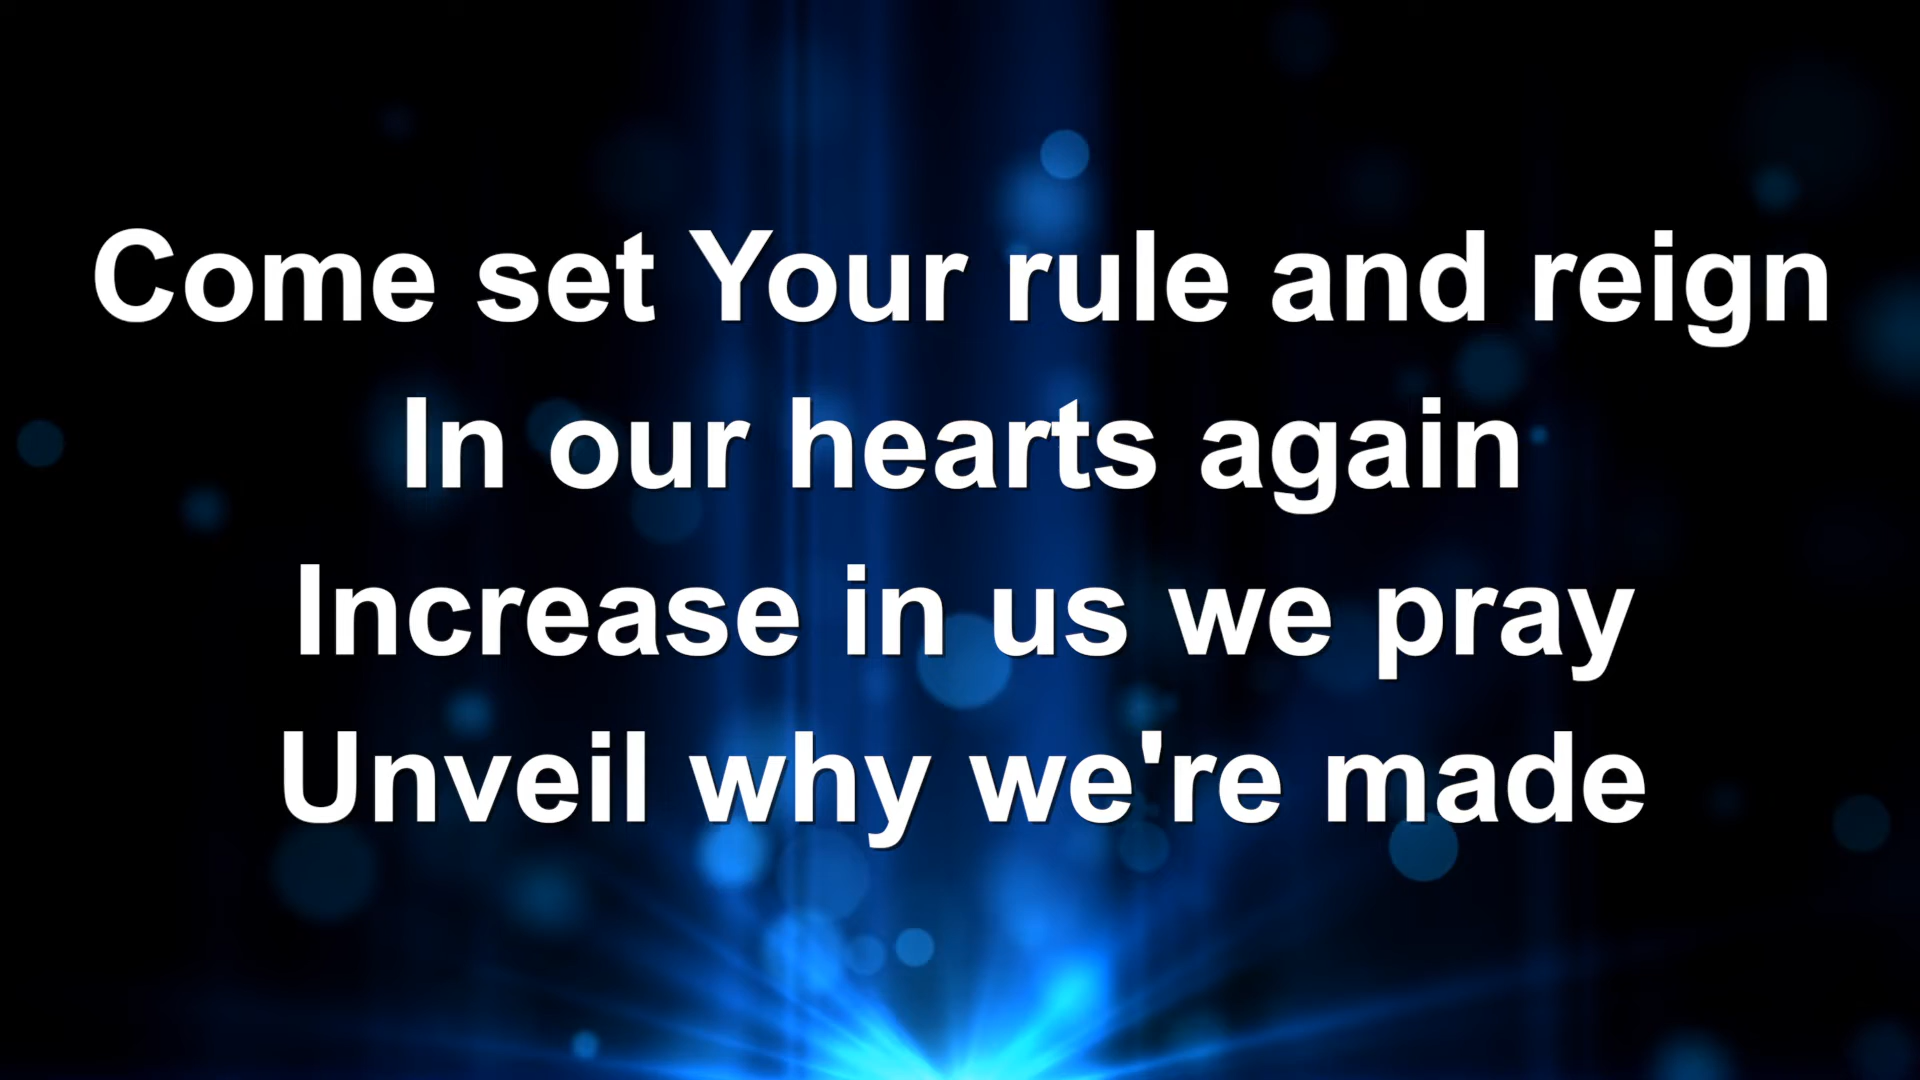 Come set Your rule and reign
In our hearts again
Increase in us we pray
Unveil why we're made